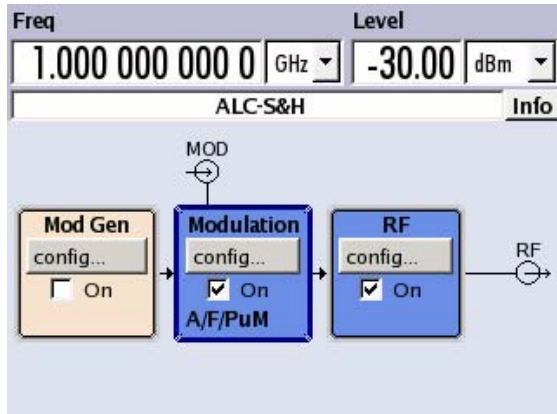 Freq Level
1.000 000 000 0 GHz -30.00 dBm
ALC-S&H Info
MOD
Mod Gen Modulation RF
config... config... config... RF
On On On
A/F/PuM